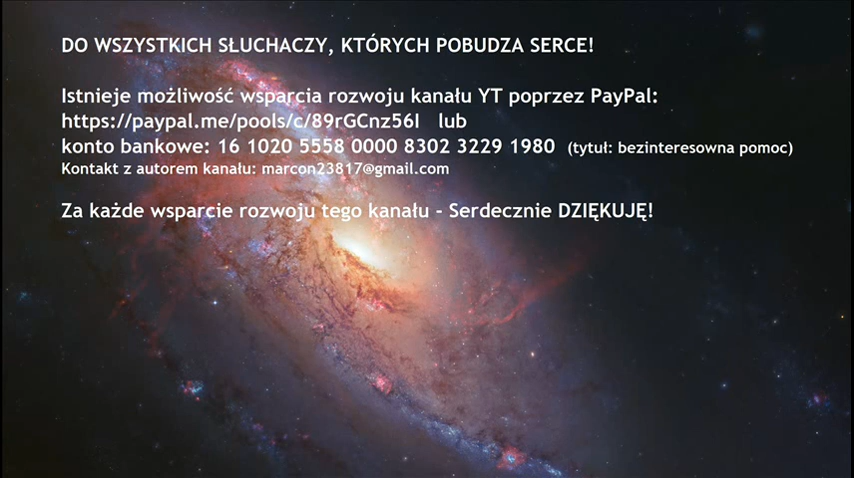 DO WSZYSTKICH SŁUCHACZY, KTÓRYCH POBUDZA SERCE!
Istnieje możliwość wsparcia rozwoju kanału YT poprzez PayPal:
https://paypal.me/pools/c/89rGCnz56I lub
konto bankowe: 16 1020 5558 0000 8302 3229 1980 (tytuł: bezinteresowna pomoc)
Kontakt z autorem kanału: marcon23817@gmail.com
Za każde wsparcie rozwoju tego kanału - Serdecznie DZIĘKUJĘ!